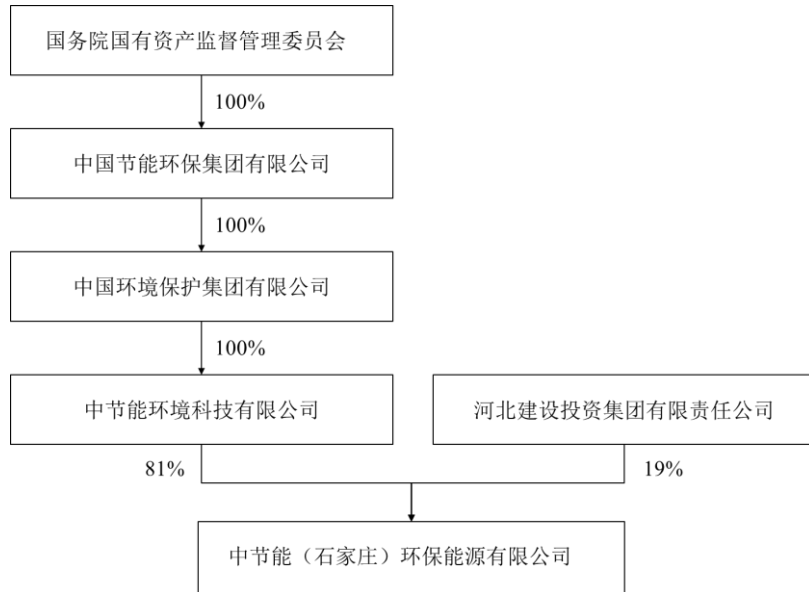 国务院国有资产监督管理委员会
100%
中国节能环保集团有限公司
100%
中国环境保护集团有限公司
100%
中节能环境科技有限公司
河北建设投资集团有限责任公司
81%
19%
中节能（石家庄）环保能源有限公司